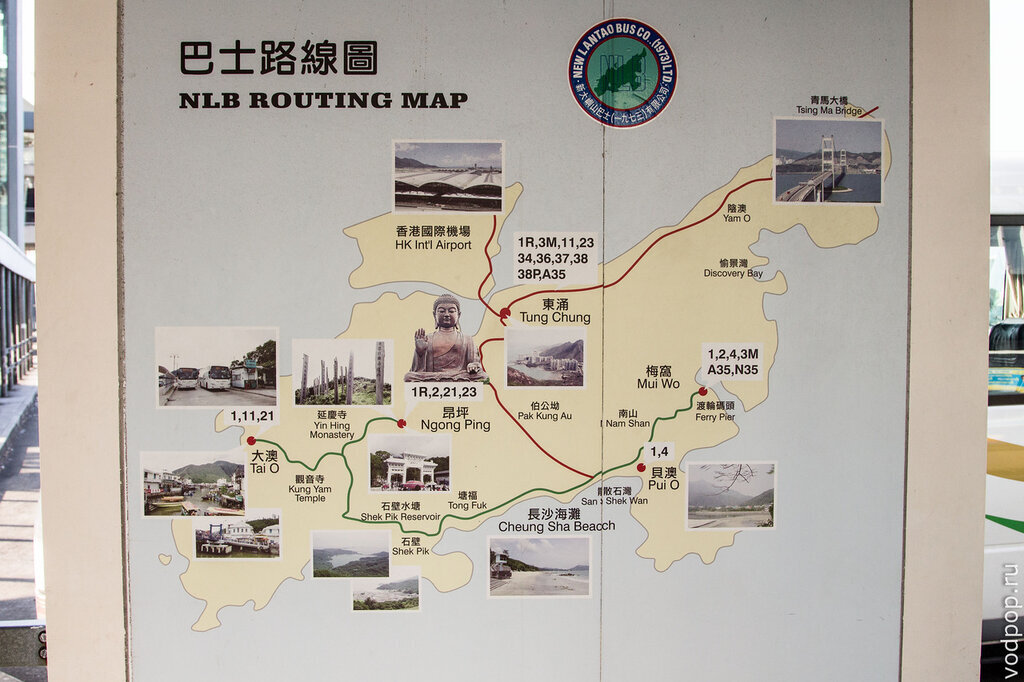 巴士路線圖
NLB ROUTING MAP
NEW LANTAO BUS CO., (1973) LTD.
新大嶼山巴士(一九七三)有限公司
NLB
青馬大橋
Tsing Ma Bridge
陰澳
Yam O
香港國際機場
HK Int'l Airport
1R,3M,11,23
34,36,37,38
38P,A35
愉景灣
Discovery Bay
東涌
Tung Chung
1,2,4,3M
A35,N35
梅窩
Mui Wo
渡輪碼頭
Ferry Pier
1R,2,21,23
昂坪
Ngong Ping
伯公坳
Pak Kung Au
南山
Nam Shan
1,11,21
延慶寺
Yin Hing
Monastery
大澳
Tai O
觀音寺
Kung Yam
Temple
1,4
貝澳
Pui O
石壁水塘
Shek Pik Reservoir
塘福
Tong Fuk
散石灣
San Shek Wan
長沙海灘
Cheung Sha Beacch
石壁
Shek Pik
vodpop.ru